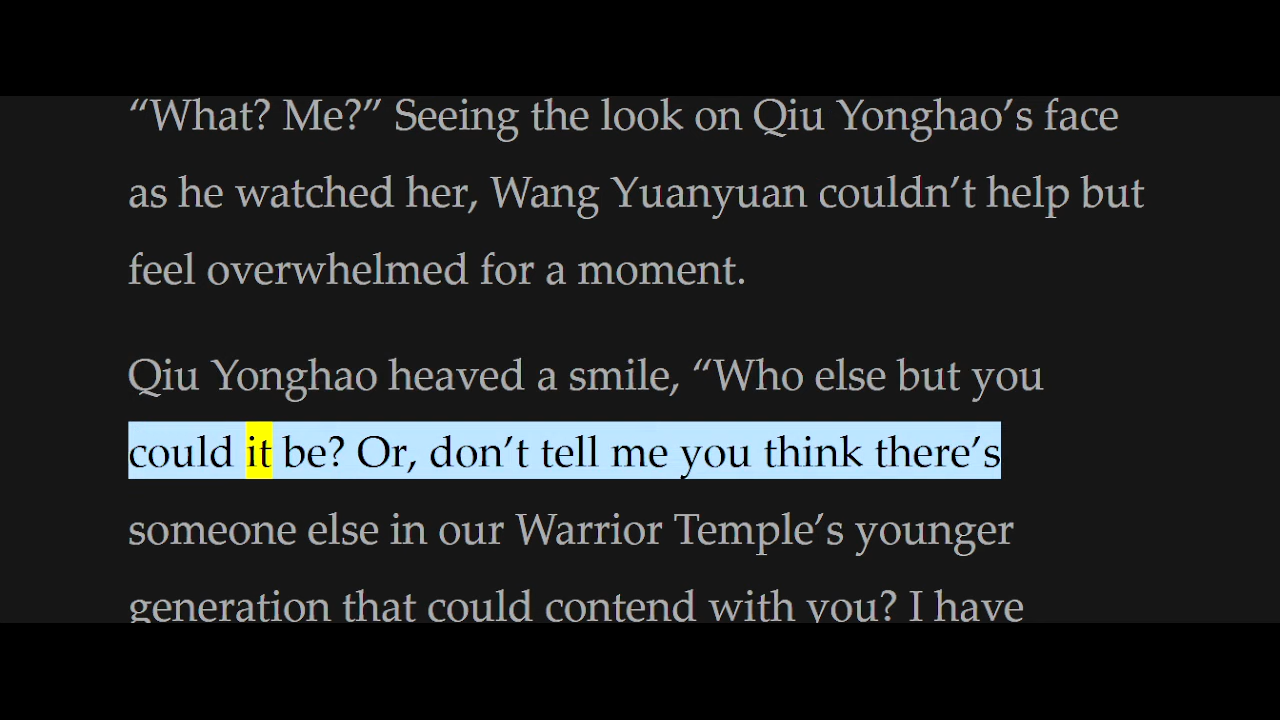 “What? Me?” Seeing the look on Qiu Yonghao’s face
as he watched her, Wang Yuanyuan couldn’t help but
feel overwhelmed for a moment.
Qiu Yonghao heaved a smile, “Who else but you
could it be? Or, don’t tell me you think there’s
someone else in our Warrior Temple’s younger
generation that could contend with you? I have